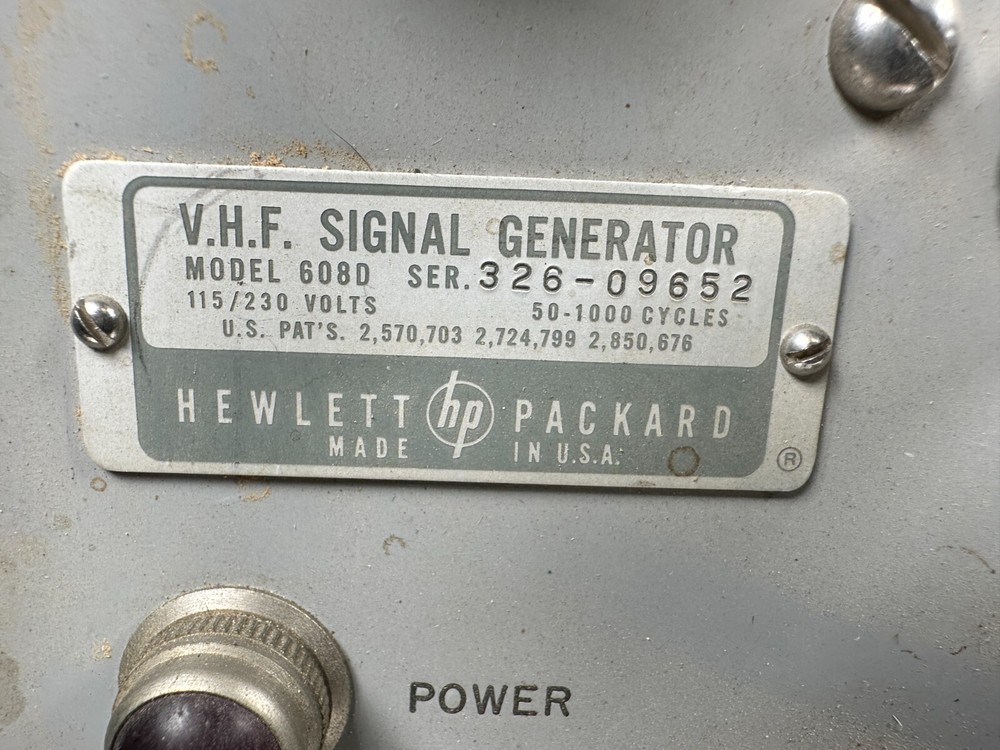 V.H.F. SIGNAL GENERATOR
MODEL 608D SER. 326-09652
115/230 VOLTS 50-1000 CYCLES
U.S. PAT'S. 2,570,703 2,724,799 2,850,676
HEWLETT hp PACKARD
MADE IN U.S.A.
®
POWER